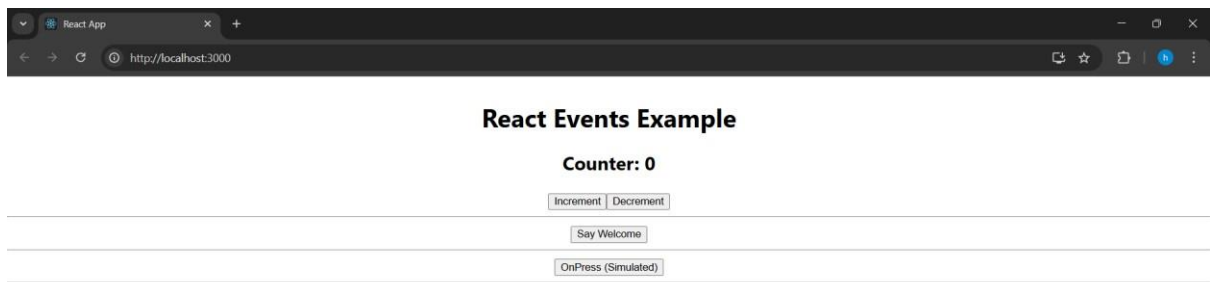 React App
http://localhost:3000
h
React Events Example
Counter: 0
Increment Decrement
Say Welcome
OnPress (Simulated)